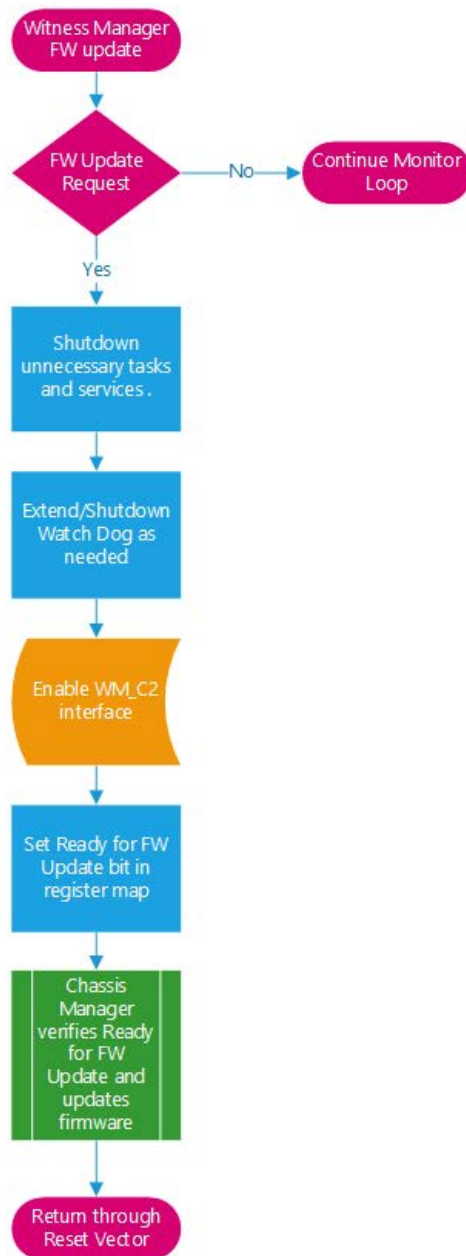 Witness Manager
FW update
FW Update
Request
No
Continue Monitor
Loop
Yes
Shutdown
unnecessary tasks
and services .
Extend/Shutdown
Watch Dog as
needed
Enable WM_C2
interface
Set Ready for FW
Update bit in
register map
Chassis
Manager
verifies Ready
for FW
Update and
updates
firmware
Return through
Reset Vector